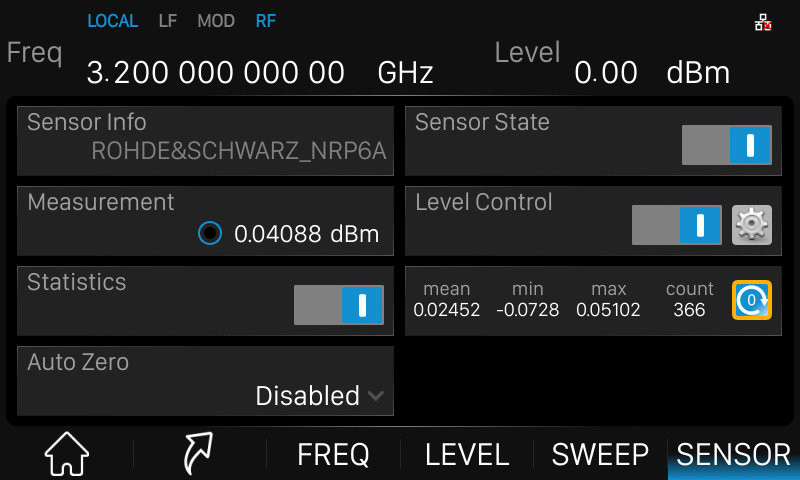 LOCAL LF MOD RF
Freq 3.200 000 000 00 GHz Level 0.00 dBm
Sensor Info
ROHDE&SCHWARZ_NRP6A
Sensor State
Measurement
0.04088 dBm
Level Control
Statistics
mean min max count
0.02452 -0.0728 0.05102 366
0
Auto Zero
Disabled
FREQ LEVEL SWEEP SENSOR